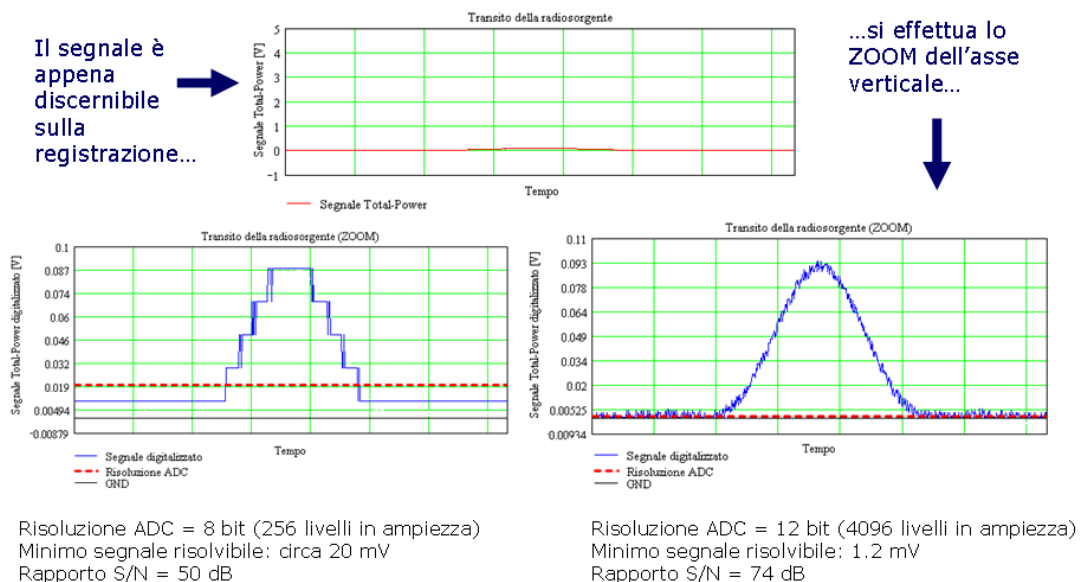 Il segnale è
appena
discernibile
sulla
registrazione...
Transito della radiosorgente
Segnale Total-Power [V]
5
4
3
2
1
0
-1
Tempo
Segnale Total-Power
...si effettua lo
ZOOM dell'asse
verticale...
Transito della radiosorgente (ZOOM)
Segnale Total-Power digitalizzato [V]
0.1
0.087
0.074
0.06
0.046
0.032
0.019
0.00494
-0.00879
Tempo
Segnale digitalizzato
Risoluzione ADC
GND
Transito della radiosorgente (ZOOM)
Segnale Total-Power digitalizzato [V]
0.11
0.093
0.078
0.064
0.049
0.034
0.02
0.00525
-0.00934
Tempo
Segnale digitalizzato
Risoluzione ADC
GND
Risoluzione ADC = 8 bit (256 livelli in ampiezza)
Minimo segnale risolvibile: circa 20 mV
Rapporto S/N = 50 dB
Risoluzione ADC = 12 bit (4096 livelli in ampiezza)
Minimo segnale risolvibile: 1.2 mV
Rapporto S/N = 74 dB